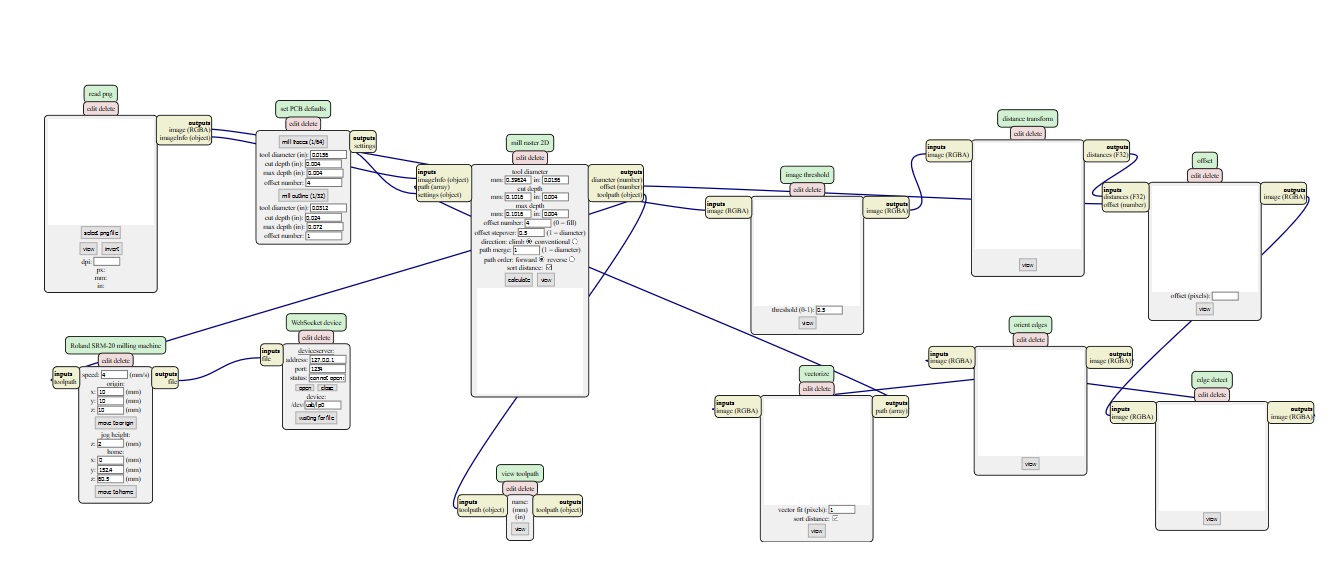 read png
edit delete
outputs
image (RGBA)
imageInfo (object)
select png file
view invert
dpi:
px:
mm:
in:
set PCB defaults
edit delete
outputs
settings
mill traces (1/64)
tool diameter (in): 0.0156
cut depth (in): 0.004
max depth (in): 0.004
offset number: 4
mill outline (1/32)
tool diameter (in): 0.0312
cut depth (in): 0.024
max depth (in): 0.072
offset number: 1
mill raster 2D
edit delete
inputs
imageInfo (object)
path (array)
settings (object)
outputs
diameter (number)
offset (number)
toolpath (object)
tool diameter
mm: 0.39624 in: 0.0156
cut depth
mm: 0.1016 in: 0.004
max depth
mm: 0.1016 in: 0.004
offset number: 4 (0 = fill)
offset stepover: 0.5 (1 = diameter)
direction: climb conventional
path merge: 1 (1 = diameter)
path order: forward reverse
sort distance:
calculate view
image threshold
edit delete
inputs
image (RGBA)
outputs
image (RGBA)
threshold (0-1): 0.5
view
distance transform
edit delete
inputs
image (RGBA)
outputs
distances (F32)
view
offset
edit delete
inputs
distances (F32)
offset (number)
outputs
image (RGBA)
offset (pixels):
view
Roland SRM-20 milling machine
edit delete
inputs
toolpath
outputs
file
speed: 4 (mm/s)
origin:
x: 10 (mm)
y: 10 (mm)
z: 10 (mm)
move to origin
jog height:
z: 2 (mm)
home:
x: 0 (mm)
y: 152.4 (mm)
z: 60.5 (mm)
move to home
WebSocket device
edit delete
inputs
file
deviceserver:
address: 127.0.0.1
port: 1234
status: can not open
open close
device:
/dev/ usb/lp0
waiting for file
view toolpath
edit delete
inputs
toolpath (object)
outputs
toolpath (object)
name:
(mm)
(in)
view
vectorize
edit delete
inputs
image (RGBA)
outputs
path (array)
vector fit (pixels): 1
sort distance:
view
orient edges
edit delete
inputs
image (RGBA)
outputs
image (RGBA)
view
edge detect
edit delete
inputs
image (RGBA)
outputs
image (RGBA)
view